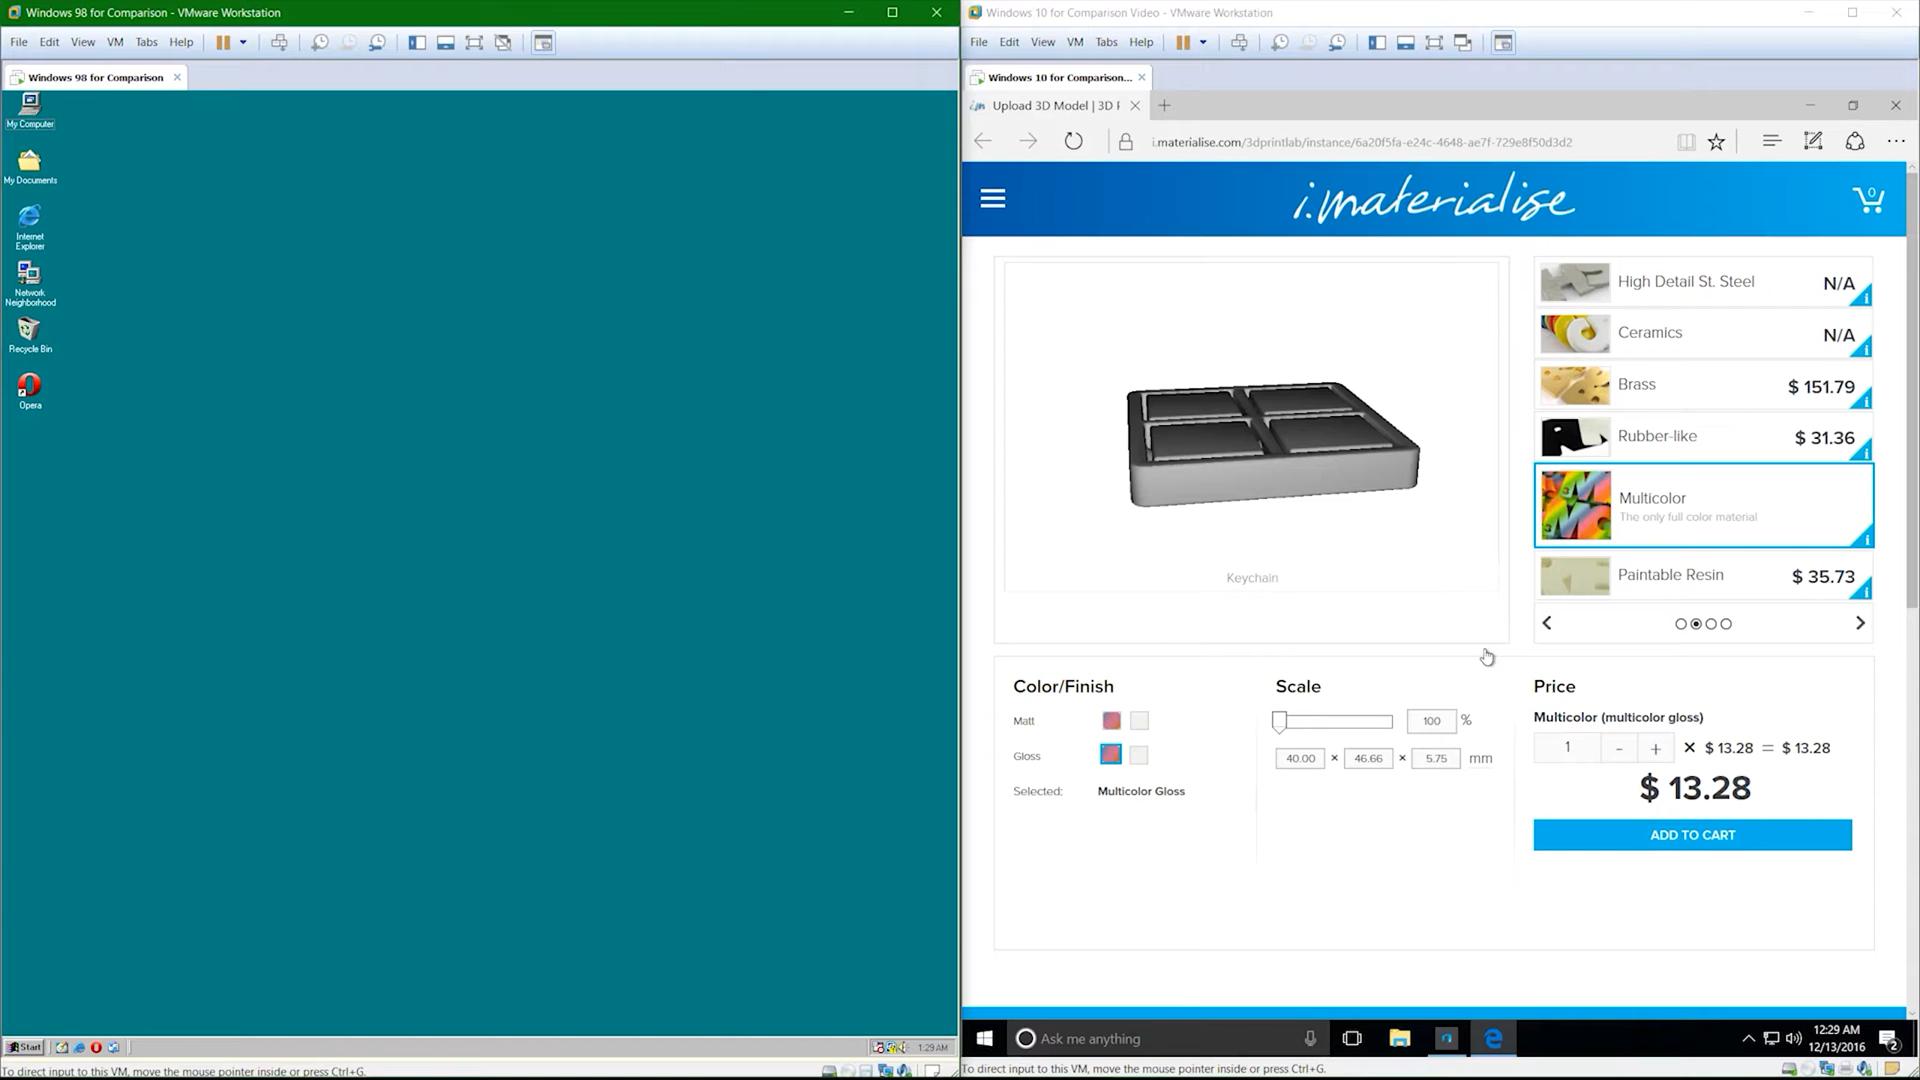 Windows 98 for Comparison - VMware Workstation
File Edit View VM Tabs Help
Windows 98 for Comparison
My Computer
My Documents
Internet
Explorer
Network
Neighborhood
Recycle Bin
Opera
Start
1:29 AM
To direct input to this VM, move the mouse pointer inside or press Ctrl+G.
Windows 10 for Comparison Video - VMware Workstation
File Edit View VM Tabs Help
Windows 10 for Comparison...
Upload 3D Model | 3D P
i.materialise.com/3dprintlab/instance/6a20f5fa-e24c-4648-ae7f-729e8f50d3d2
i.materialise
0
Keychain
High Detail St. Steel N/A
Ceramics N/A
Brass $ 151.79
Rubber-like $ 31.36
Multicolor
The only full color material
Paintable Resin $ 35.73
Color/Finish
Matt
Gloss
Selected: Multicolor Gloss
Scale
100 %
40.00 × 46.66 × 5.75 mm
Price
Multicolor (multicolor gloss)
1 - + × $ 13.28 = $ 13.28
$ 13.28
ADD TO CART
Ask me anything
12:29 AM
12/13/2016
2
To direct input to this VM, move the mouse pointer inside or press Ctrl+G.